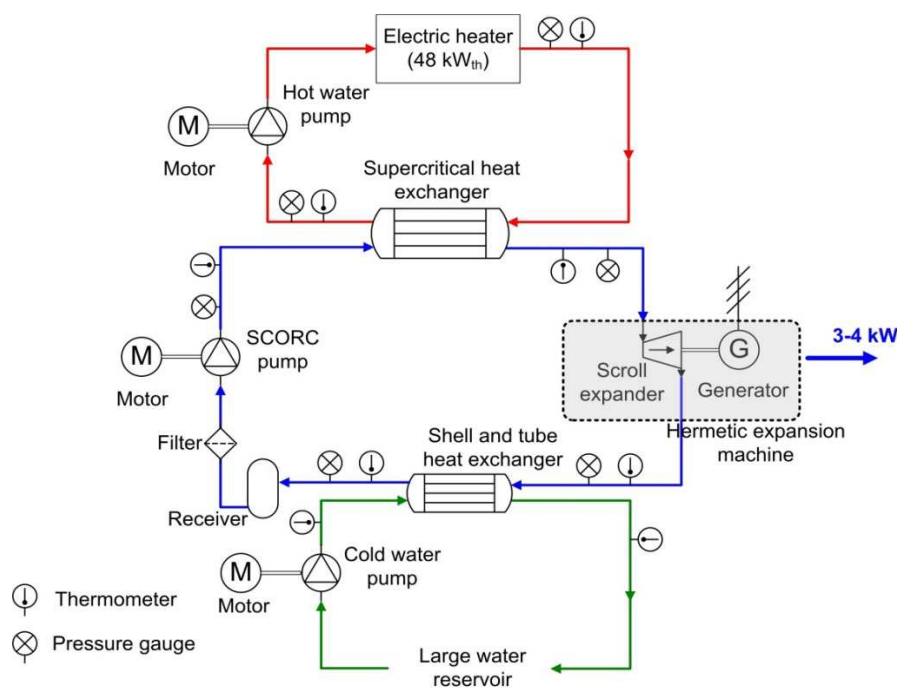 Electric heater
(48 kWth)
Hot water
pump
M
Motor
Supercritical heat
exchanger
SCORC
pump
M
Motor
3-4 kW
G
Scroll
expander
Generator
Hermetic expansion
machine
Filter
Shell and tube
heat exchanger
Receiver
Cold water
pump
M
Motor
Thermometer
Pressure gauge
Large water
reservoir